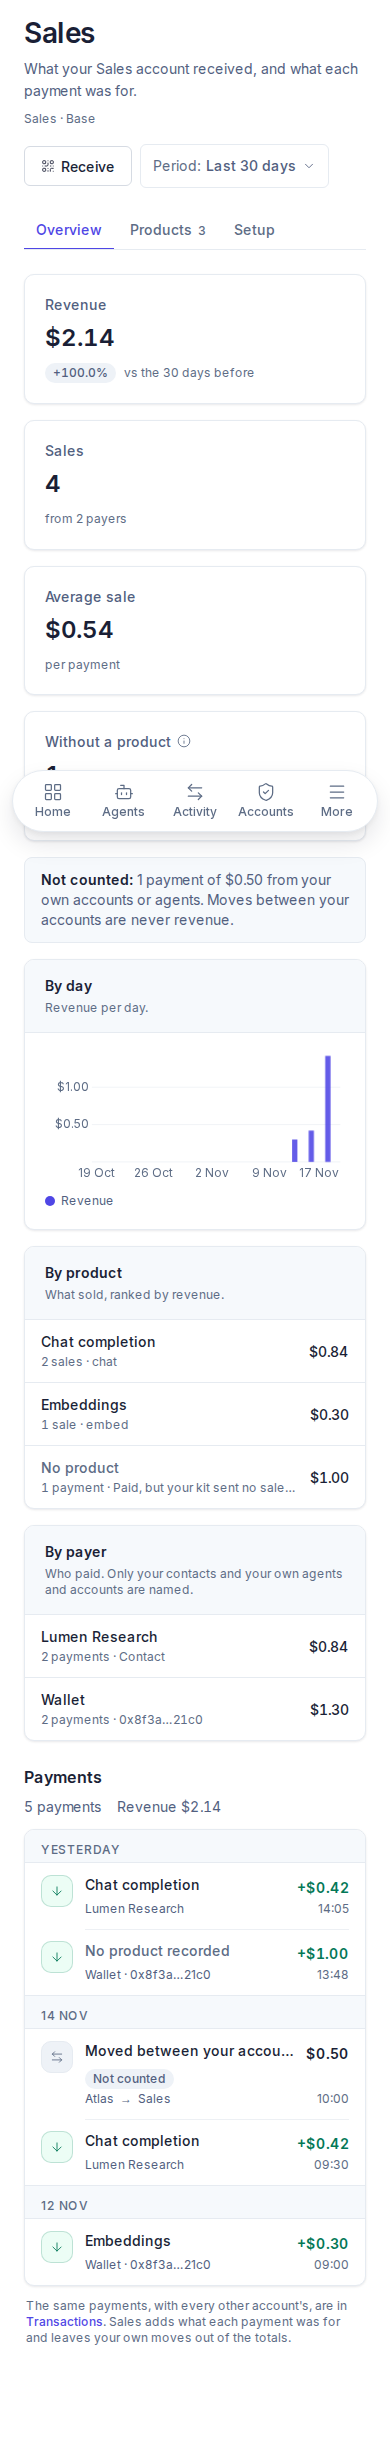 Sales
What your Sales account received, and what each
payment was for.
Sales · Base
Receive
Period: Last 30 days
Overview
Products 3
Setup
Revenue
$2.14
+100.0% vs the 30 days before
Sales
4
from 2 payers
Average sale
$0.54
per payment
Without a product
Home
Agents
Activity
Accounts
More
Not counted: 1 payment of $0.50 from your
own accounts or agents. Moves between your
accounts are never revenue.
By day
Revenue per day.
$1.00
$0.50
19 Oct
26 Oct
2 Nov
9 Nov
17 Nov
Revenue
By product
What sold, ranked by revenue.
Chat completion
$0.84
2 sales · chat
Embeddings
$0.30
1 sale · embed
No product
$1.00
1 payment · Paid, but your kit sent no sale...
By payer
Who paid. Only your contacts and your own agents
and accounts are named.
Lumen Research
$0.84
2 payments · Contact
Wallet
$1.30
2 payments · 0x8f3a...21c0
Payments
5 payments
Revenue $2.14
YESTERDAY
Chat completion
+$0.42
Lumen Research
14:05
No product recorded
+$1.00
Wallet · 0x8f3a...21c0
13:48
14 NOV
Moved between your accou...
$0.50
Not counted
Atlas → Sales
10:00
Chat completion
+$0.42
Lumen Research
09:30
12 NOV
Embeddings
+$0.30
Wallet · 0x8f3a...21c0
09:00
The same payments, with every other account's, are in
Transactions. Sales adds what each payment was for
and leaves your own moves out of the totals.